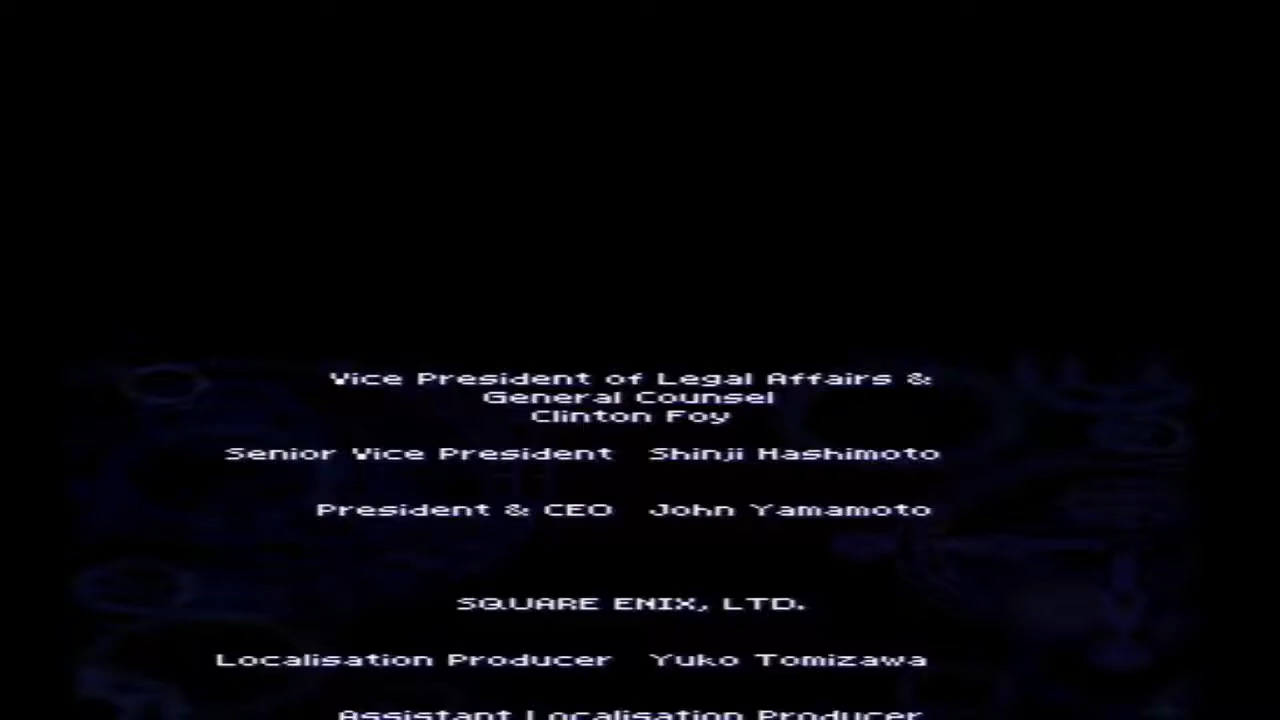 Vice President of Legal Affairs &
General Counsel
Clinton Foy
Senior Vice President Shinji Hashimoto
President & CEO John Yamamoto
SQUARE ENIX, LTD.
Localisation Producer Yuko Tomizawa
Assistant Localisation Producer